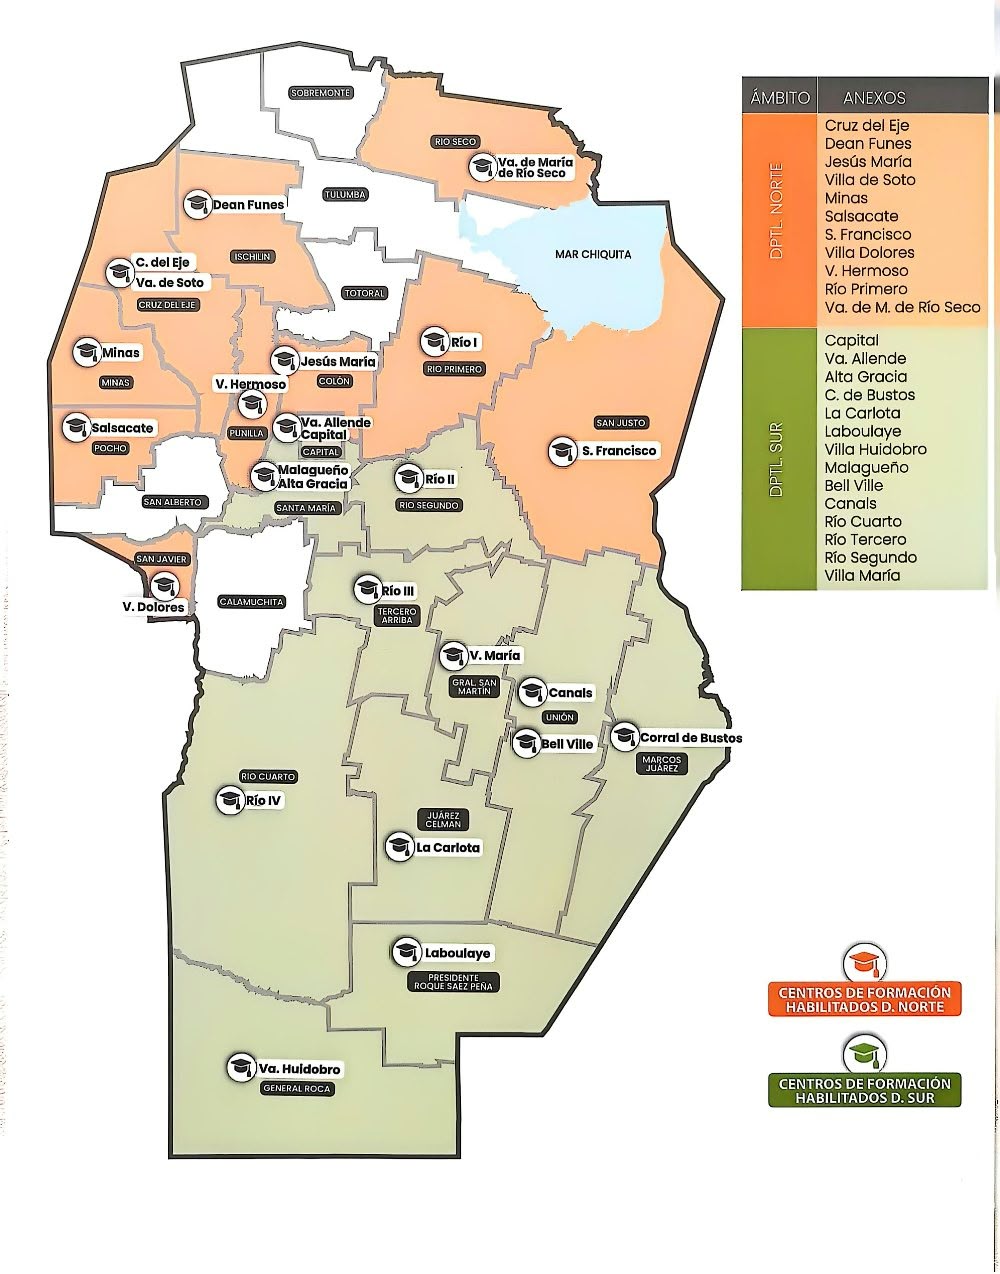 SOBREMONTE
RIO SECO
Va. de María
de Río Seco
TULUMBA
Dean Funes
MAR CHIQUITA
ISCHILIN
C. del Eje
Va. de Soto
CRUZ DEL EJE
TOTORAL
Minas
MINAS
Jesús María
COLÓN
Río I
RIO PRIMERO
V. Hermoso
PUNILLA
Salsacate
POCHO
Va. Allende
Capital
CAPITAL
SAN JUSTO
S. Francisco
Malagueño
Alta Gracia
SANTA MARÍA
Río II
RIO SEGUNDO
SAN ALBERTO
SAN JAVIER
V. Dolores
CALAMUCHITA
Río III
TERCERO
ARRIBA
V. María
GRAL. SAN
MARTÍN
Canals
UNIÓN
Bell Ville
Corral de Bustos
MARCOS
JUÁREZ
RIO CUARTO
Río IV
JUÁREZ
CELMAN
La Carlota
Laboulaye
PRESIDENTE
ROQUE SAEZ PEÑA
Va. Huidobro
GENERAL ROCA
ÁMBITO ANEXOS
DPTL. NORTE
Cruz del Eje
Dean Funes
Jesús María
Villa de Soto
Minas
Salsacate
S. Francisco
Villa Dolores
V. Hermoso
Río Primero
Va. de M. de Río Seco
DPTL. SUR
Capital
Va. Allende
Alta Gracia
C. de Bustos
La Carlota
Laboulaye
Villa Huidobro
Malagueño
Bell Ville
Canals
Río Cuarto
Río Tercero
Río Segundo
Villa María
CENTROS DE FORMACIÓN
HABILITADOS D. NORTE
CENTROS DE FORMACIÓN
HABILITADOS D. SUR